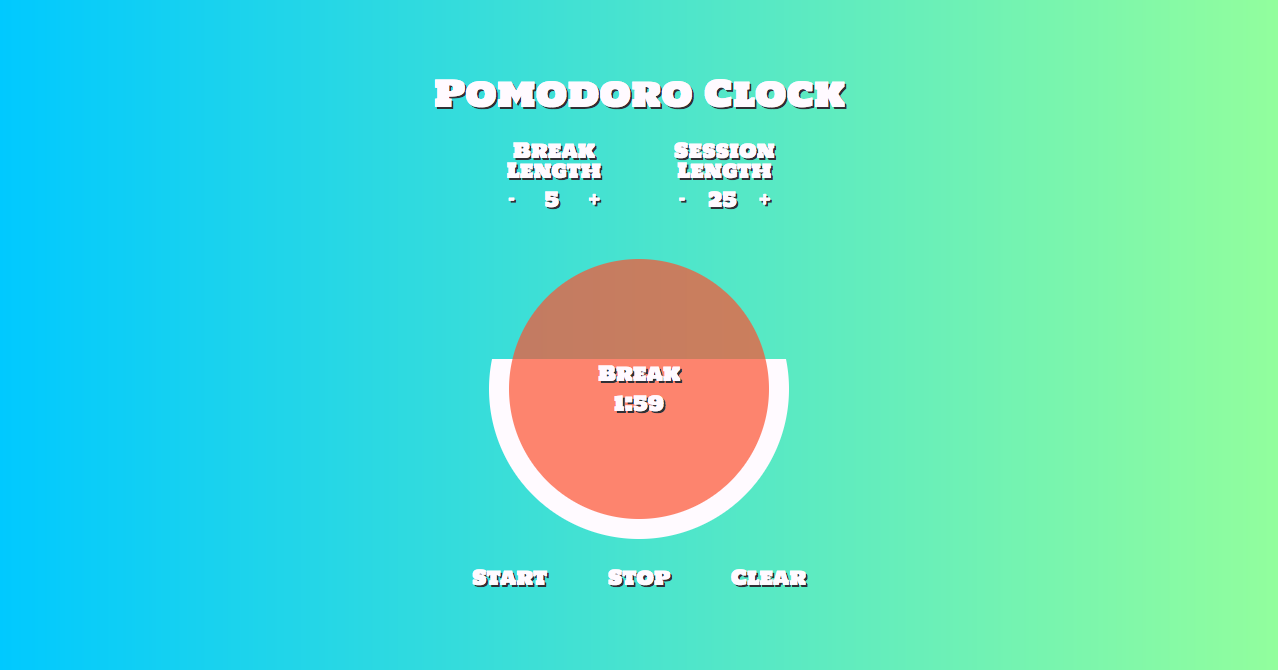 Pomodoro Clock
Break Length
Session Length
- 5 +
- 25 +
Break
1:59
Start
Stop
Clear